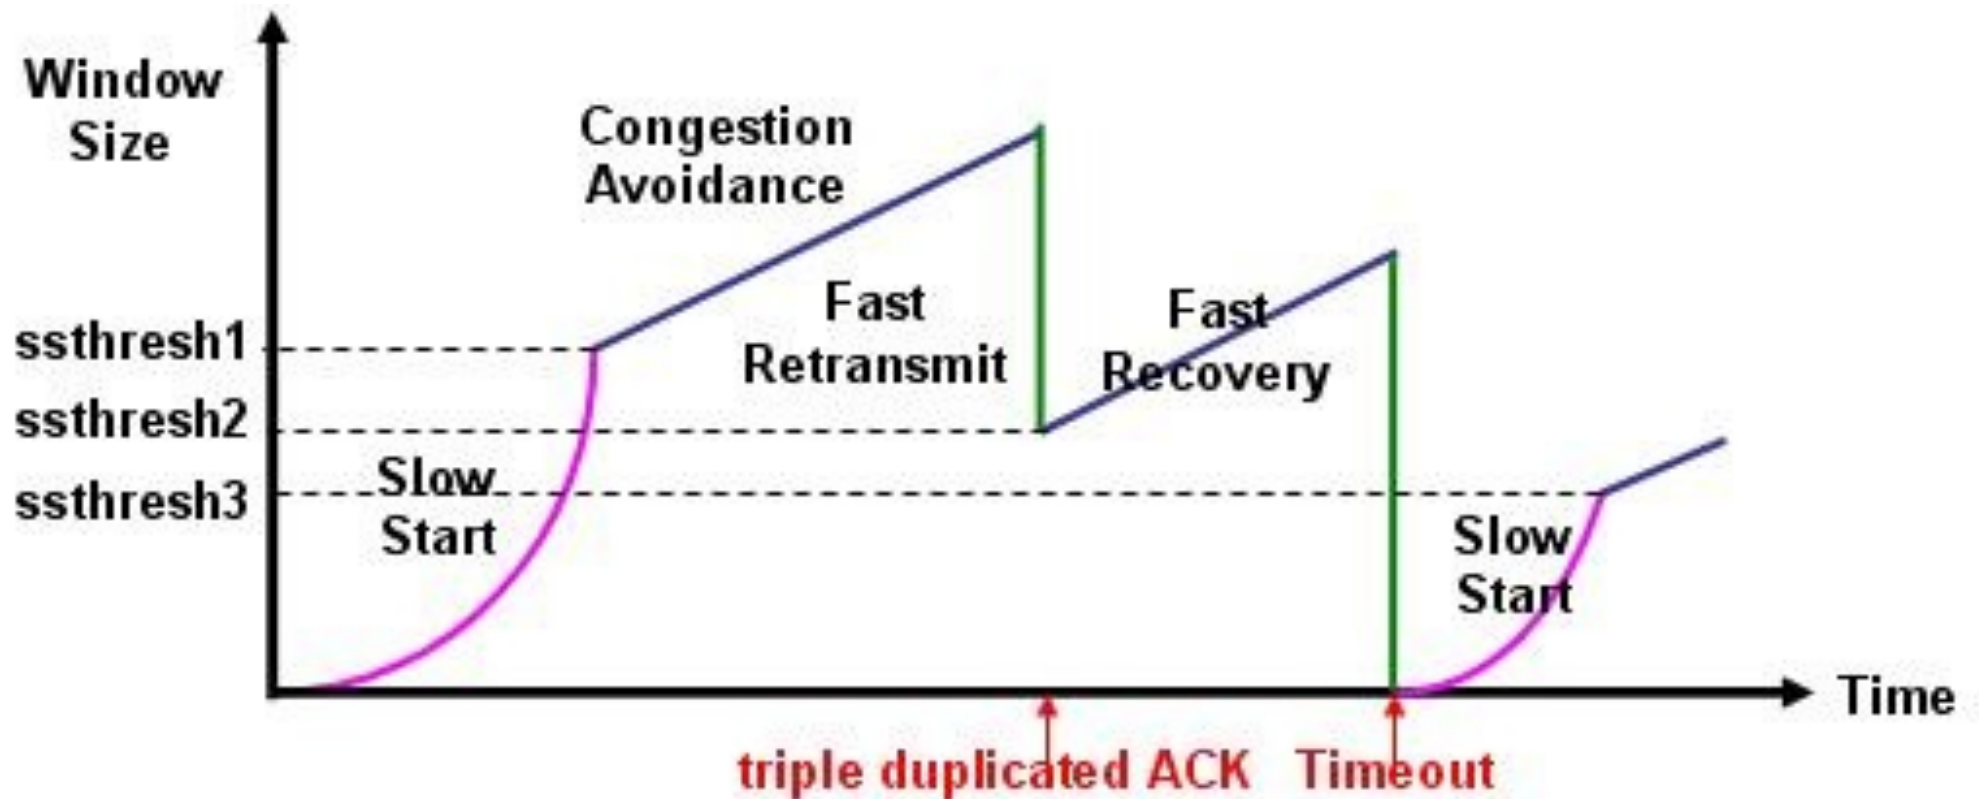 Window
Size
Congestion
Avoidance
Fast
Retransmit
Fast
Recovery
ssthresh1
ssthresh2
ssthresh3
Slow
Start
Slow
Start
Time
triple duplicated ACK
Timeout